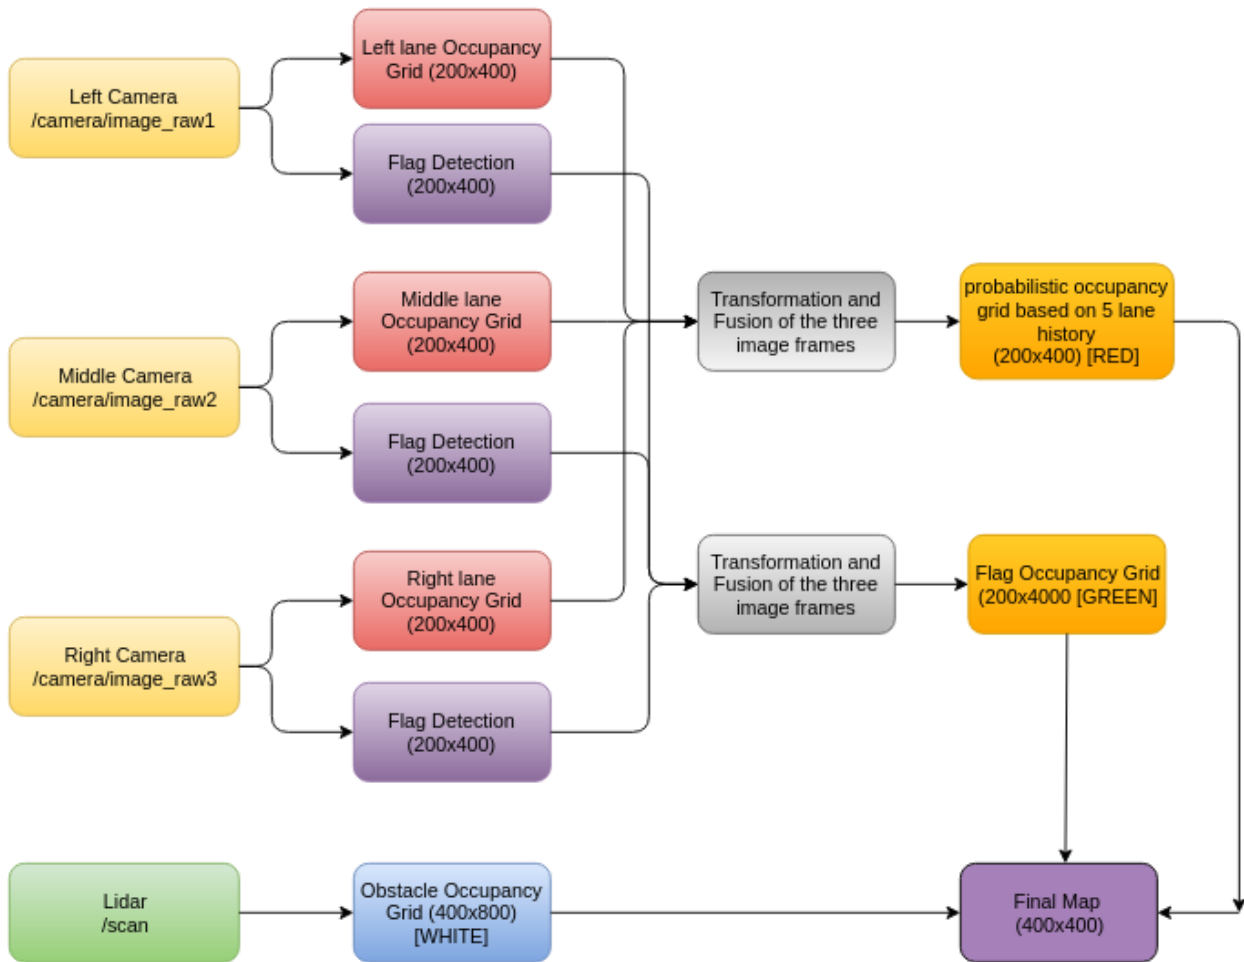 Left Camera
/camera/image_raw1
Left lane Occupancy
Grid (200x400)
Flag Detection
(200x400)
Middle Camera
/camera/image_raw2
Middle lane
Occupancy Grid
(200x400)
Flag Detection
(200x400)
Right Camera
/camera/image_raw3
Right lane
Occupancy Grid
(200x400)
Flag Detection
(200x400)
Transformation and
Fusion of the three
image frames
probabilistic occupancy
grid based on 5 lane
history
(200x400) [RED]
Transformation and
Fusion of the three
image frames
Flag Occupancy Grid
(200x4000 [GREEN]
Lidar
/scan
Obstacle Occupancy
Grid (400x800)
[WHITE]
Final Map
(400x400)